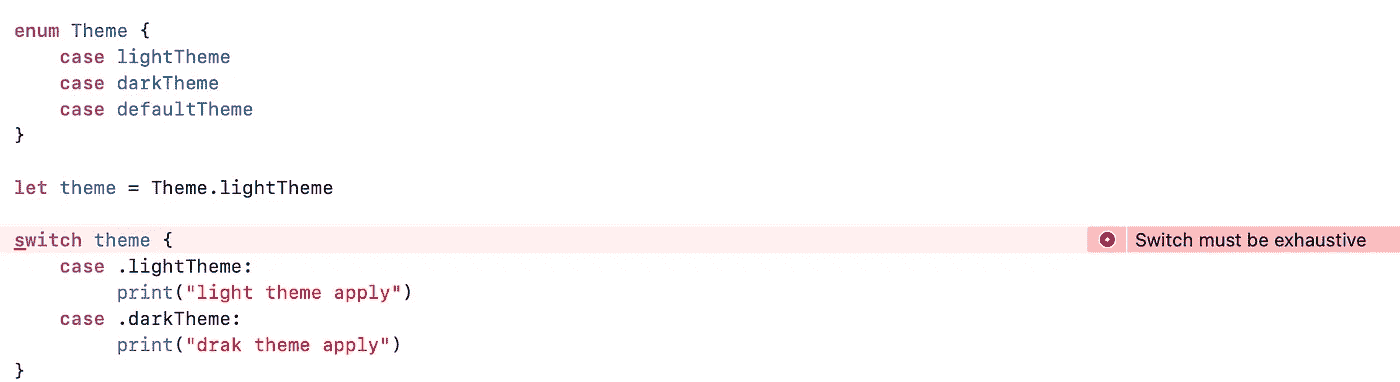 enum Theme {
    case lightTheme
    case darkTheme
    case defaultTheme
}
let theme = Theme.lightTheme
switch theme {
Switch must be exhaustive
    case .lightTheme:
         print("light theme apply")
    case .darkTheme:
         print("drak theme apply")
}